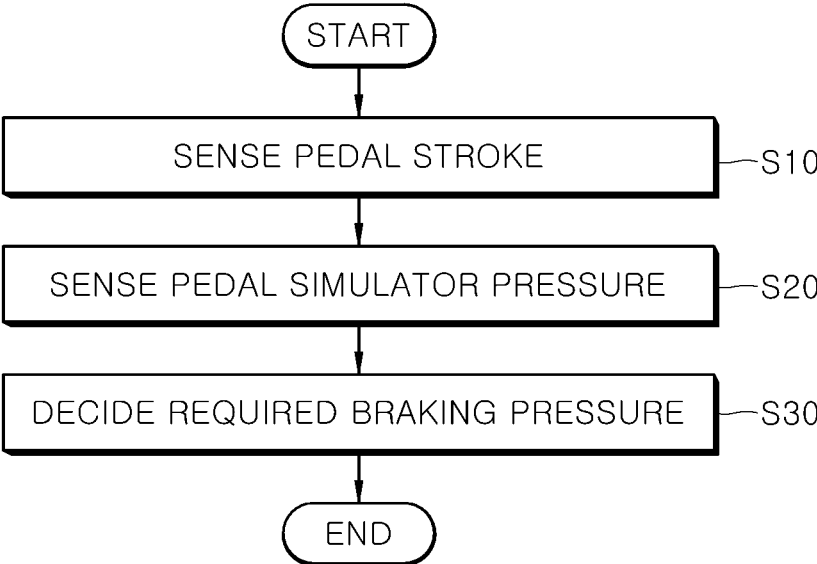 START
SENSE PEDAL STROKE
S10
SENSE PEDAL SIMULATOR PRESSURE
S20
DECIDE REQUIRED BRAKING PRESSURE
S30
END